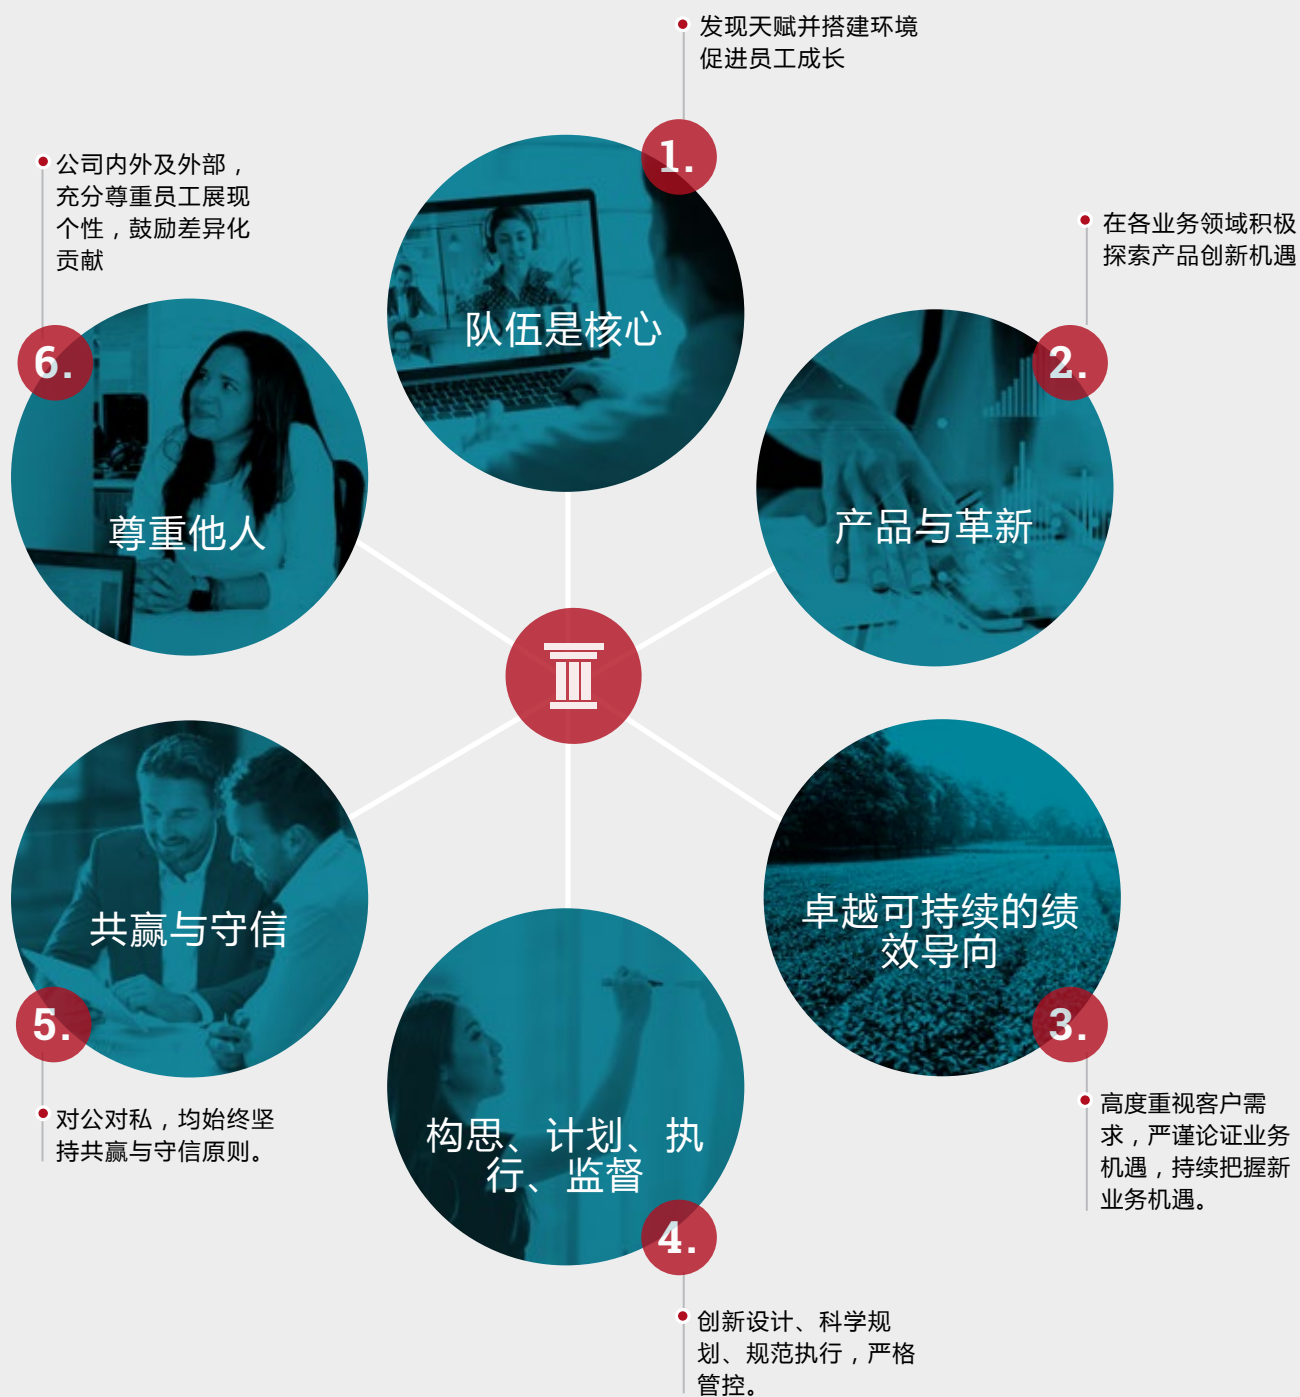 发现天赋并搭建环境
促进员工成长
1.
队伍是核心
在各业务领域积极
探索产品创新机遇
2.
产品与革新
卓越可持续的绩
效导向
3.
高度重视客户需
求，严谨论证业务
机遇，持续把握新
业务机遇。
构思、计划、执
行、监督
4.
创新设计、科学规
划、规范执行，严格
管控。
共赢与守信
5.
对公对私，均始终坚
持共赢与守信原则。
公司内外及外部，
充分尊重员工展现
个性，鼓励差异化
贡献
6.
尊重他人